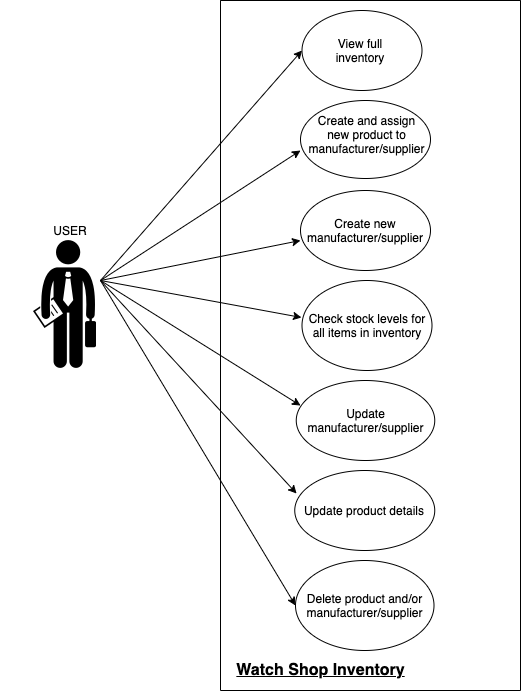 View full
inventory
Create and assign
new product to
manufacturer/supplier
USER
Create new
manufacturer/supplier
Check stock levels for
all items in inventory
Update
manufacturer/supplier
Update product details
Delete product and/or
manufacturer/supplier
Watch Shop Inventory